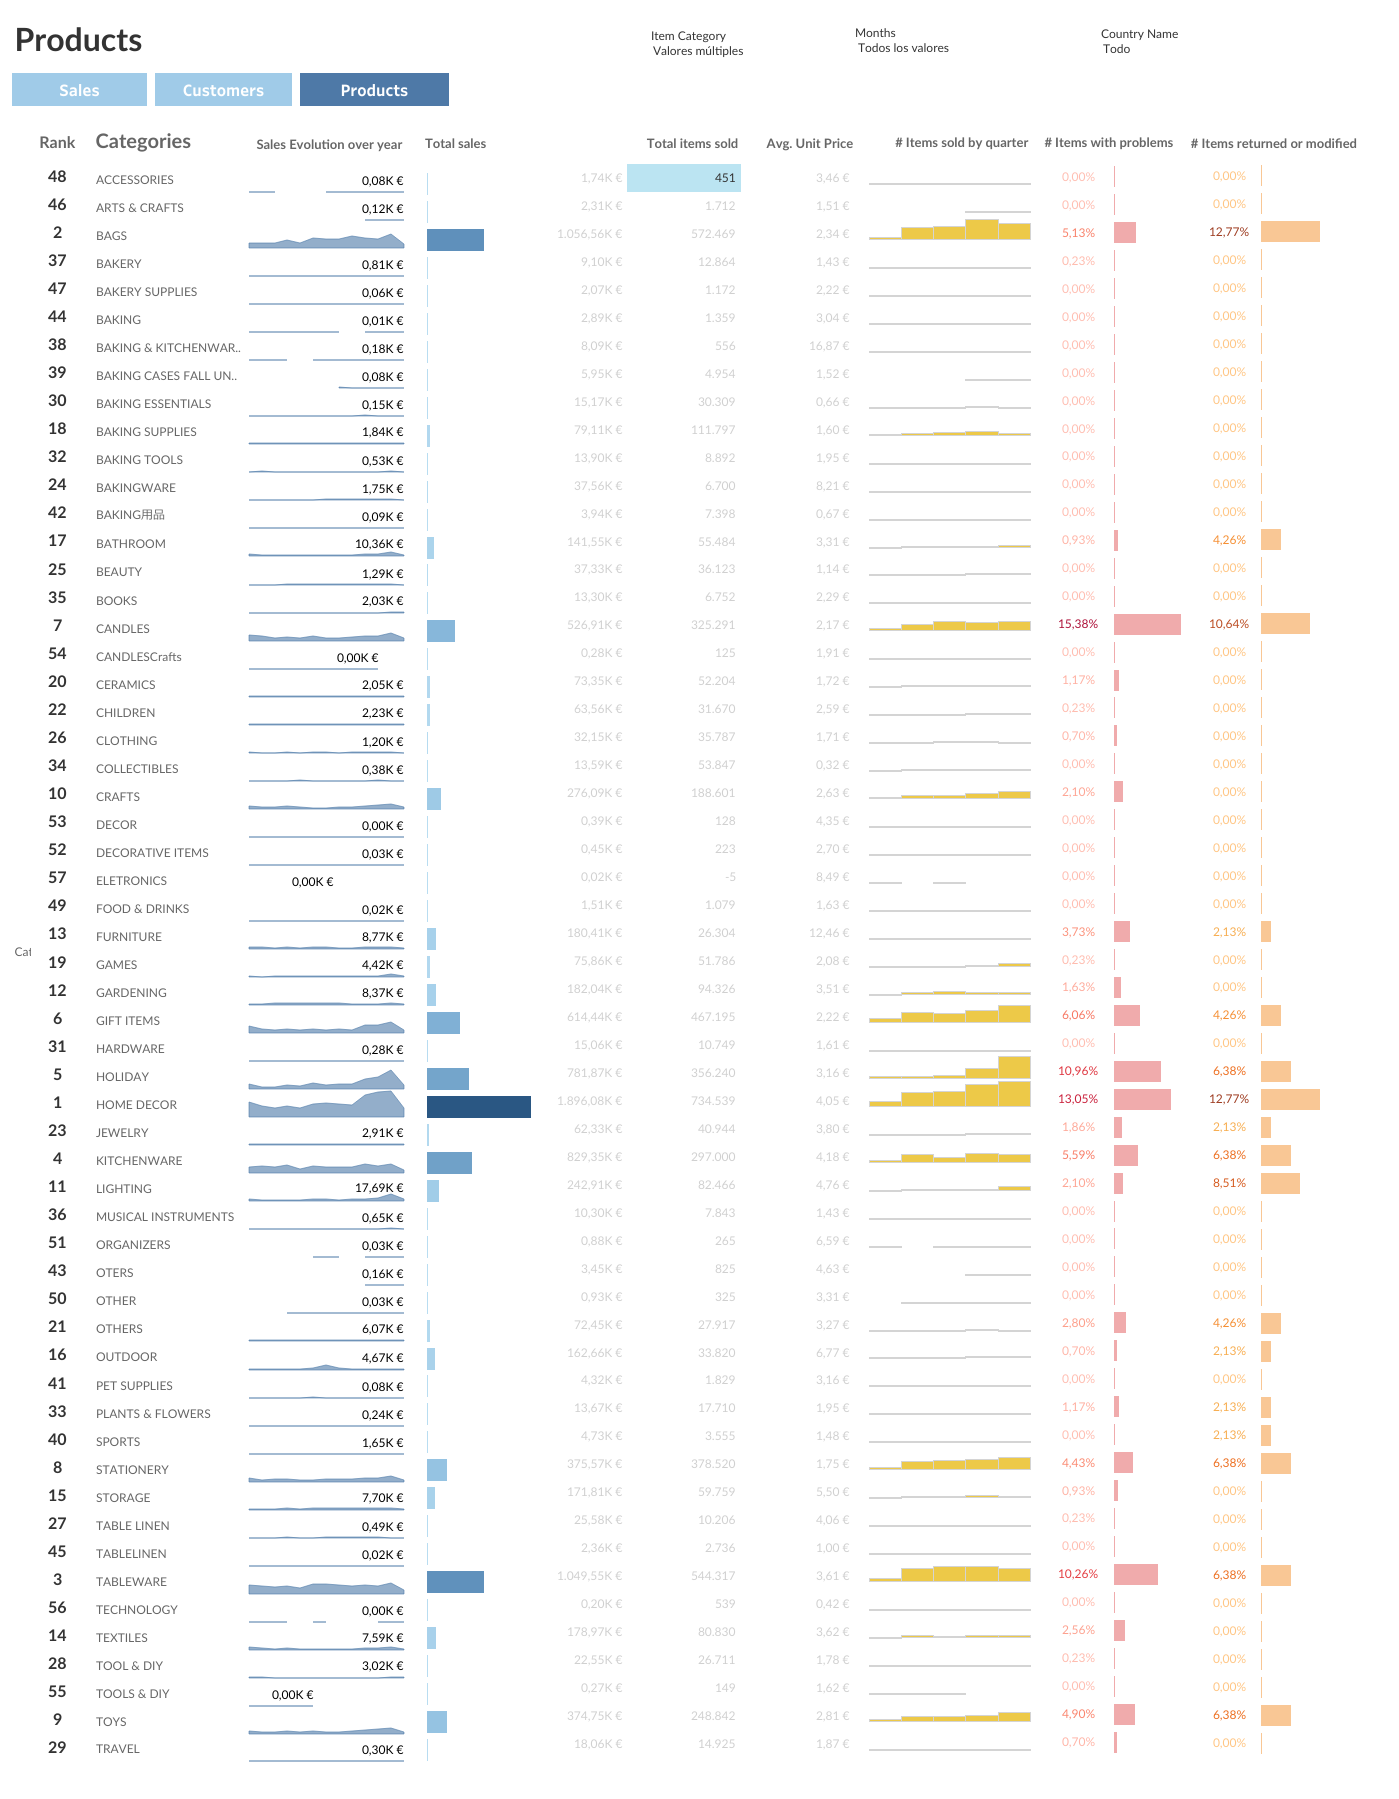 Products
Item Category
Valores múltiples
Months
Todos los valores
Country Name
Todo
Sales Customers Products
Rank Categories Sales Evolution over year Total sales Total items sold Avg. Unit Price # Items sold by quarter # Items with problems # Items returned or modified
48 ACCESSORIES 0,08K € 1,74K € 451 3,46 € 0,00% 0,00%
46 ARTS & CRAFTS 0,12K € 2,31K € 1.712 1,51 € 0,00% 0,00%
2 BAGS 1.056,56K € 572.469 2,34 € 5,13% 12,77%
37 BAKERY 0,81K € 9,10K € 12.864 1,43 € 0,23% 0,00%
47 BAKERY SUPPLIES 0,06K € 2,07K € 1.172 2,22 € 0,00% 0,00%
44 BAKING 0,01K € 2,89K € 1.359 3,04 € 0,00% 0,00%
38 BAKING & KITCHENWAR.. 0,18K € 8,09K € 556 16,87 € 0,00% 0,00%
39 BAKING CASES FALL UN.. 0,08K € 5,95K € 4.954 1,52 € 0,00% 0,00%
30 BAKING ESSENTIALS 0,15K € 15,17K € 30.309 0,66 € 0,00% 0,00%
18 BAKING SUPPLIES 1,84K € 79,11K € 111.797 1,60 € 0,00% 0,00%
32 BAKING TOOLS 0,53K € 13,90K € 8.892 1,95 € 0,00% 0,00%
24 BAKINGWARE 1,75K € 37,56K € 6.700 8,21 € 0,00% 0,00%
42 BAKING用品 0,09K € 3,94K € 7.398 0,67 € 0,00% 0,00%
17 BATHROOM 10,36K € 141,55K € 55.484 3,31 € 0,93% 4,26%
25 BEAUTY 1,29K € 37,33K € 36.123 1,14 € 0,00% 0,00%
35 BOOKS 2,03K € 13,30K € 6.752 2,29 € 0,00% 0,00%
7 CANDLES 526,91K € 325.291 2,17 € 15,38% 10,64%
54 CANDLESCrafts 0,00K € 0,28K € 125 1,91 € 0,00% 0,00%
20 CERAMICS 2,05K € 73,35K € 52.204 1,72 € 1,17% 0,00%
22 CHILDREN 2,23K € 63,56K € 31.670 2,59 € 0,23% 0,00%
26 CLOTHING 1,20K € 32,15K € 35.787 1,71 € 0,70% 0,00%
34 COLLECTIBLES 0,38K € 13,59K € 53.847 0,32 € 0,00% 0,00%
10 CRAFTS 276,09K € 188.601 2,63 € 2,10% 0,00%
53 DECOR 0,00K € 0,39K € 128 4,35 € 0,00% 0,00%
52 DECORATIVE ITEMS 0,03K € 0,45K € 223 2,70 € 0,00% 0,00%
57 ELETRONICS 0,00K € 0,02K € -5 8,49 € 0,00% 0,00%
49 FOOD & DRINKS 0,02K € 1,51K € 1.079 1,63 € 0,00% 0,00%
13 FURNITURE 8,77K € 180,41K € 26.304 12,46 € 3,73% 2,13%
Cat
19 GAMES 4,42K € 75,86K € 51.786 2,08 € 0,23% 0,00%
12 GARDENING 8,37K € 182,04K € 94.326 3,51 € 1,63% 0,00%
6 GIFT ITEMS 614,44K € 467.195 2,22 € 6,06% 4,26%
31 HARDWARE 0,28K € 15,06K € 10.749 1,61 € 0,00% 0,00%
5 HOLIDAY 781,87K € 356.240 3,16 € 10,96% 6,38%
1 HOME DECOR 1.896,08K € 734.539 4,05 € 13,05% 12,77%
23 JEWELRY 2,91K € 62,33K € 40.944 3,80 € 1,86% 2,13%
4 KITCHENWARE 829,35K € 297.000 4,18 € 5,59% 6,38%
11 LIGHTING 17,69K € 242,91K € 82.466 4,76 € 2,10% 8,51%
36 MUSICAL INSTRUMENTS 0,65K € 10,30K € 7.843 1,43 € 0,00% 0,00%
51 ORGANIZERS 0,03K € 0,88K € 265 6,59 € 0,00% 0,00%
43 OTERS 0,16K € 3,45K € 825 4,63 € 0,00% 0,00%
50 OTHER 0,03K € 0,93K € 325 3,31 € 0,00% 0,00%
21 OTHERS 6,07K € 72,45K € 27.917 3,27 € 2,80% 4,26%
16 OUTDOOR 4,67K € 162,66K € 33.820 6,77 € 0,70% 2,13%
41 PET SUPPLIES 0,08K € 4,32K € 1.829 3,16 € 0,00% 0,00%
33 PLANTS & FLOWERS 0,24K € 13,67K € 17.710 1,95 € 1,17% 2,13%
40 SPORTS 1,65K € 4,73K € 3.555 1,48 € 0,00% 2,13%
8 STATIONERY 375,57K € 378.520 1,75 € 4,43% 6,38%
15 STORAGE 7,70K € 171,81K € 59.759 5,50 € 0,93% 0,00%
27 TABLE LINEN 0,49K € 25,58K € 10.206 4,06 € 0,23% 0,00%
45 TABLELINEN 0,02K € 2,36K € 2.736 1,00 € 0,00% 0,00%
3 TABLEWARE 1.049,55K € 544.317 3,61 € 10,26% 6,38%
56 TECHNOLOGY 0,00K € 0,20K € 539 0,42 € 0,00% 0,00%
14 TEXTILES 7,59K € 178,97K € 80.830 3,62 € 2,56% 0,00%
28 TOOL & DIY 3,02K € 22,55K € 26.711 1,78 € 0,23% 0,00%
55 TOOLS & DIY 0,00K € 0,27K € 149 1,62 € 0,00% 0,00%
9 TOYS 374,75K € 248.842 2,81 € 4,90% 6,38%
29 TRAVEL 0,30K € 18,06K € 14.925 1,87 € 0,70% 0,00%